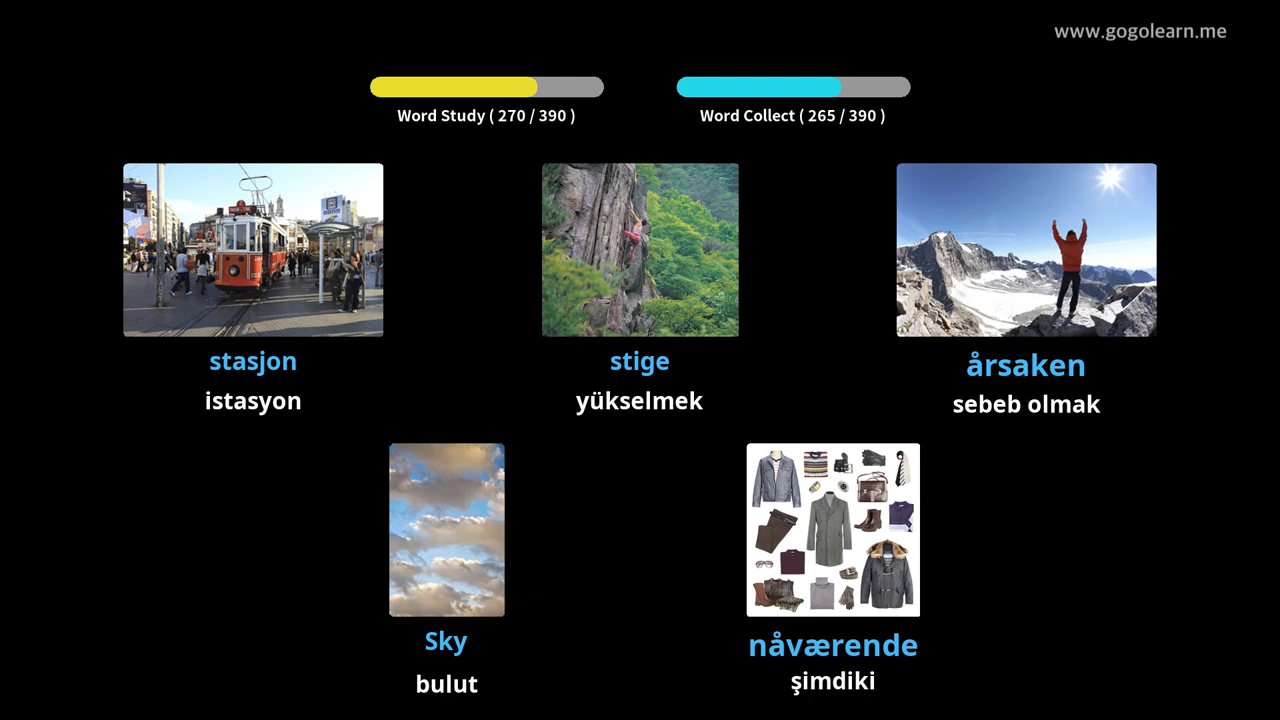 www.gogolearn.me
Word Study ( 270 / 390 )
Word Collect ( 265 / 390 )
stasjon
istasyon
stige
yükselmek
årsaken
sebeb olmak
Sky
bulut
nåværende
şimdiki